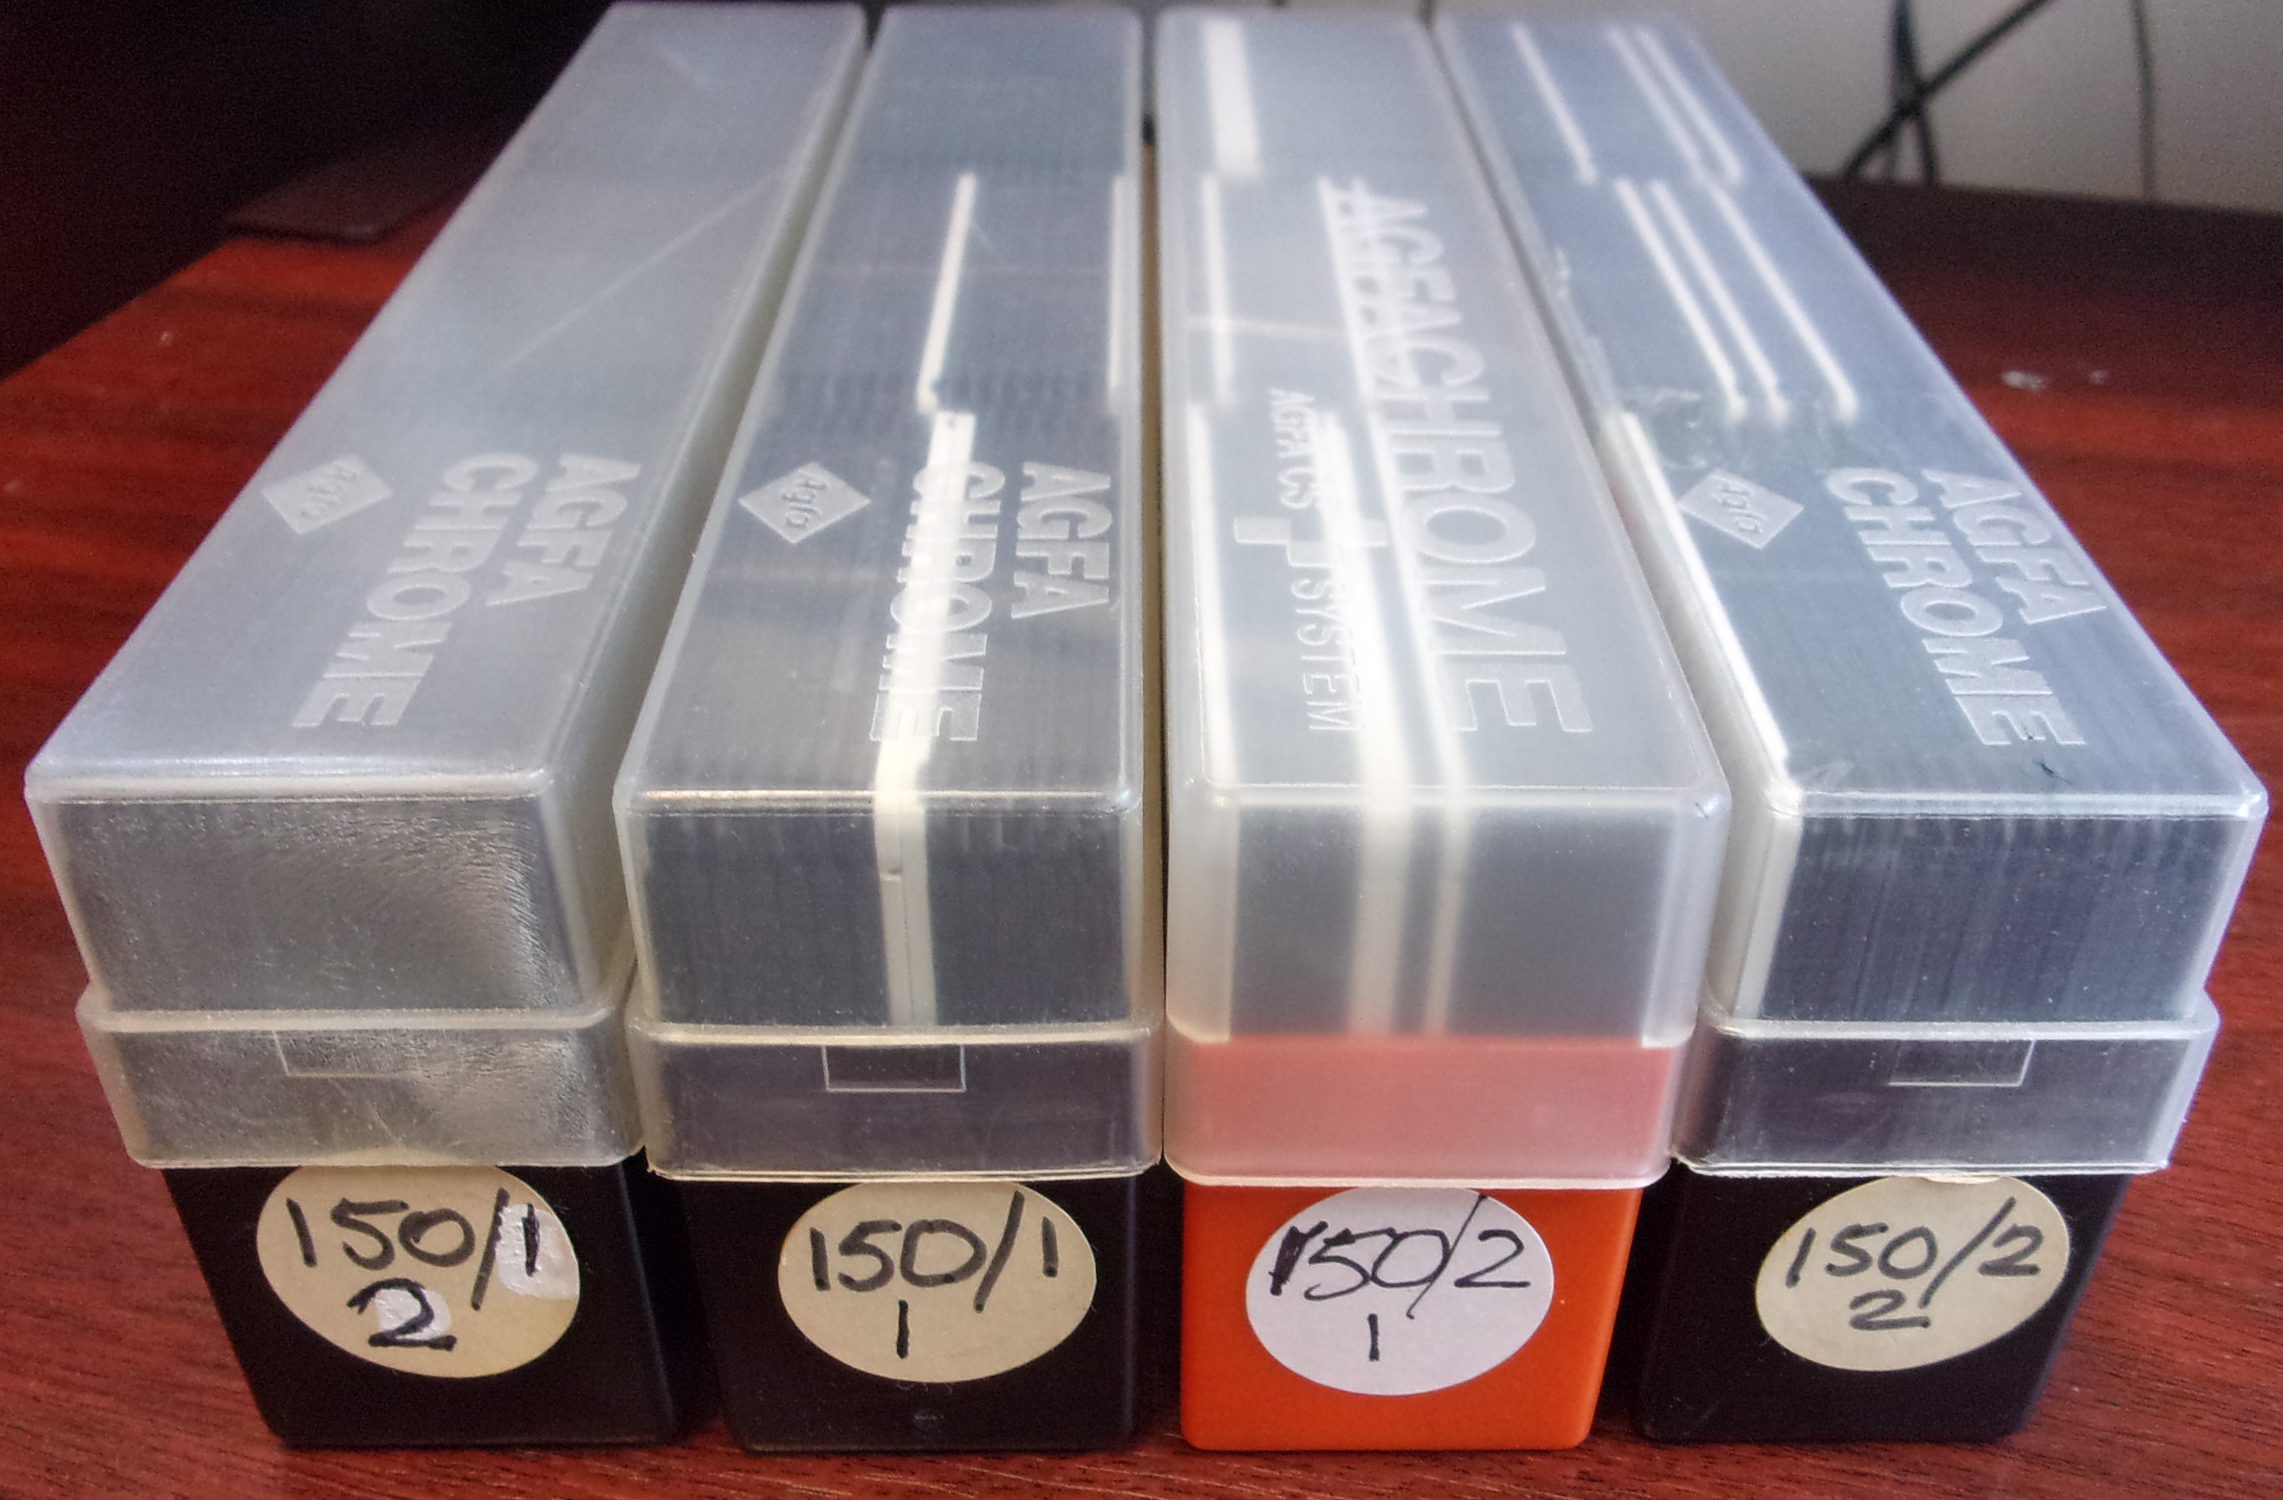 Agfa
AGFA
CHROME
150/1
2
Agfa
AGFA
CHROME
150/1
1
AGFACHROME
AGFA CS SYSTEM
150/2
1
Agfa
AGFA
CHROME
150/2
2